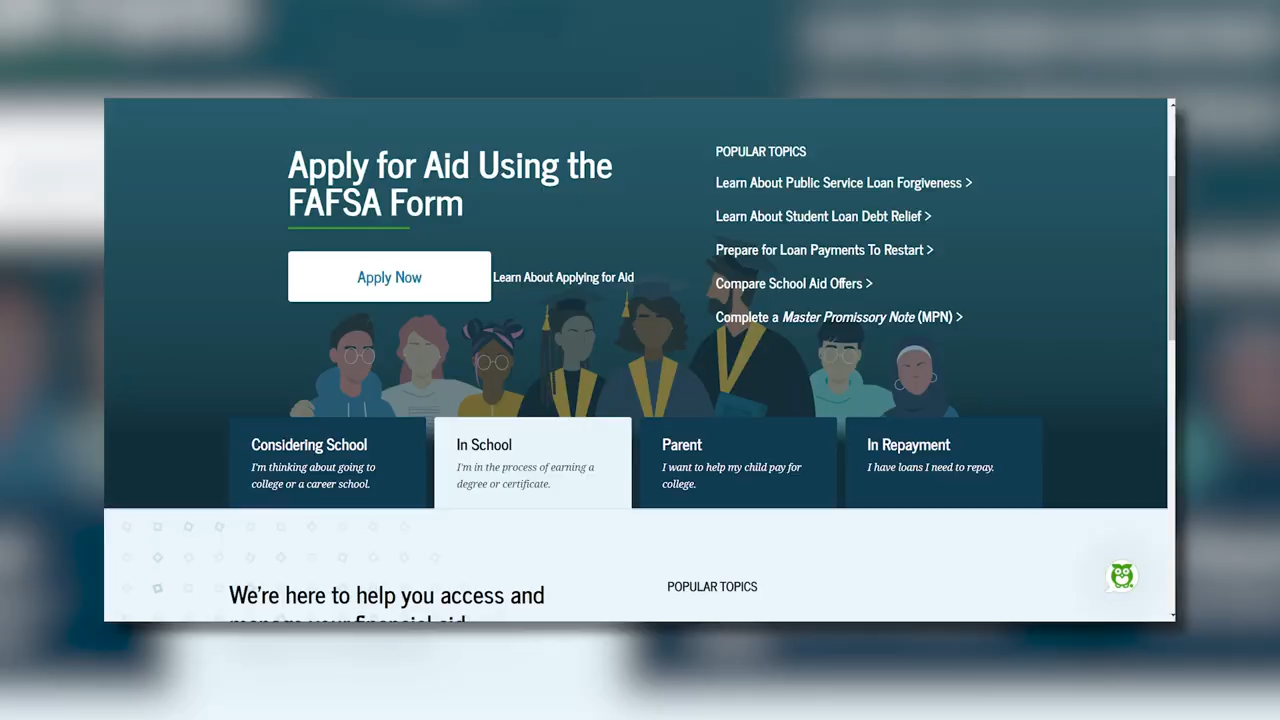 Apply for Aid Using the
FAFSA Form
Apply Now
Learn About Applying for Aid
POPULAR TOPICS
Learn About Public Service Loan Forgiveness >
Learn About Student Loan Debt Relief >
Prepare for Loan Payments To Restart >
Compare School Aid Offers >
Complete a Master Promissory Note (MPN) >
Considering School
I'm thinking about going to
college or a career school.
In School
I'm in the process of earning a
degree or certificate.
Parent
I want to help my child pay for
college.
In Repayment
I have loans I need to repay.
We're here to help you access and
manage your financial aid
POPULAR TOPICS